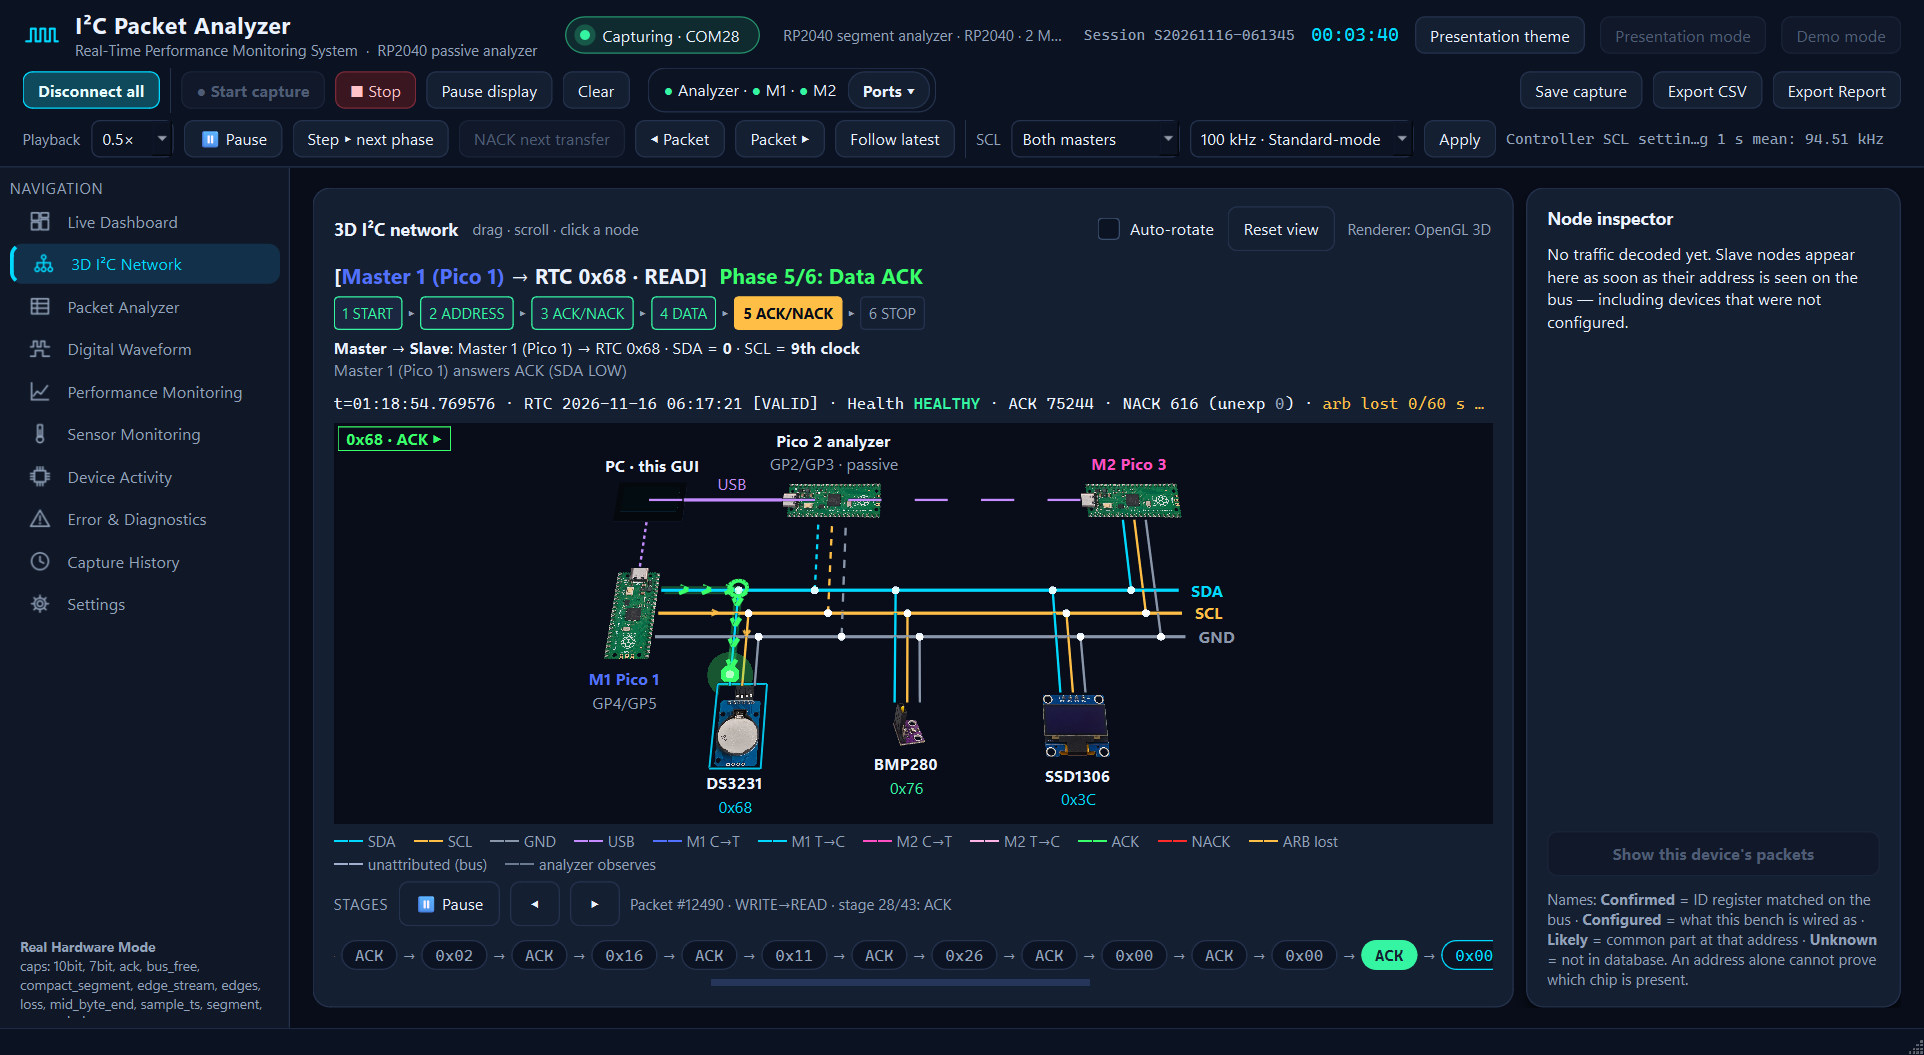 I²C Packet Analyzer
Real-Time Performance Monitoring System · RP2040 passive analyzer
Capturing · COM28
RP2040 segment analyzer · RP2040 · 2 M...
Session S20261116-061345
00:03:40
Presentation theme
Presentation mode
Demo mode
Disconnect all
● Start capture
Stop
Pause display
Clear
● Analyzer · ● M1 · ● M2
Ports ▾
Save capture
Export CSV
Export Report
Playback
0.5×
Pause
Step ▸ next phase
NACK next transfer
◂ Packet
Packet ▸
Follow latest
SCL
Both masters
100 kHz · Standard-mode
Apply
Controller SCL settin…g 1 s mean: 94.51 kHz
NAVIGATION
Live Dashboard
3D I²C Network
Packet Analyzer
Digital Waveform
Performance Monitoring
Sensor Monitoring
Device Activity
Error & Diagnostics
Capture History
Settings
Real Hardware Mode
caps: 10bit, 7bit, ack, bus_free,
compact_segment, edge_stream, edges,
loss, mid_byte_end, sample_ts, segment,
3D I²C network
drag · scroll · click a node
Auto-rotate
Reset view
Renderer: OpenGL 3D
[Master 1 (Pico 1) → RTC 0x68 · READ] Phase 5/6: Data ACK
1 START ▸ 2 ADDRESS ▸ 3 ACK/NACK ▸ 4 DATA ▸ 5 ACK/NACK ▸ 6 STOP
Master → Slave: Master 1 (Pico 1) → RTC 0x68 · SDA = 0 · SCL = 9th clock
Master 1 (Pico 1) answers ACK (SDA LOW)
t=01:18:54.769576 · RTC 2026-11-16 06:17:21 [VALID] · Health HEALTHY · ACK 75244 · NACK 616 (unexp 0) · arb lost 0/60 s …
0x68 · ACK ▸
PC · this GUI
USB
Pico 2 analyzer
GP2/GP3 · passive
M2 Pico 3
SDA
SCL
GND
M1 Pico 1
GP4/GP5
DS3231
0x68
BMP280
0x76
SSD1306
0x3C
SDA SCL GND USB M1 C→T M1 T→C M2 C→T M2 T→C ACK NACK ARB lost
unattributed (bus) analyzer observes
STAGES
Pause
◂
▸
Packet #12490 · WRITE→READ · stage 28/43: ACK
ACK → 0x02 → ACK → 0x16 → ACK → 0x11 → ACK → 0x26 → ACK → 0x00 → ACK → 0x00 → ACK → 0x00
Node inspector
No traffic decoded yet. Slave nodes appear
here as soon as their address is seen on the
bus — including devices that were not
configured.
Show this device's packets
Names: Confirmed = ID register matched on the
bus · Configured = what this bench is wired as ·
Likely = common part at that address · Unknown
= not in database. An address alone cannot prove
which chip is present.